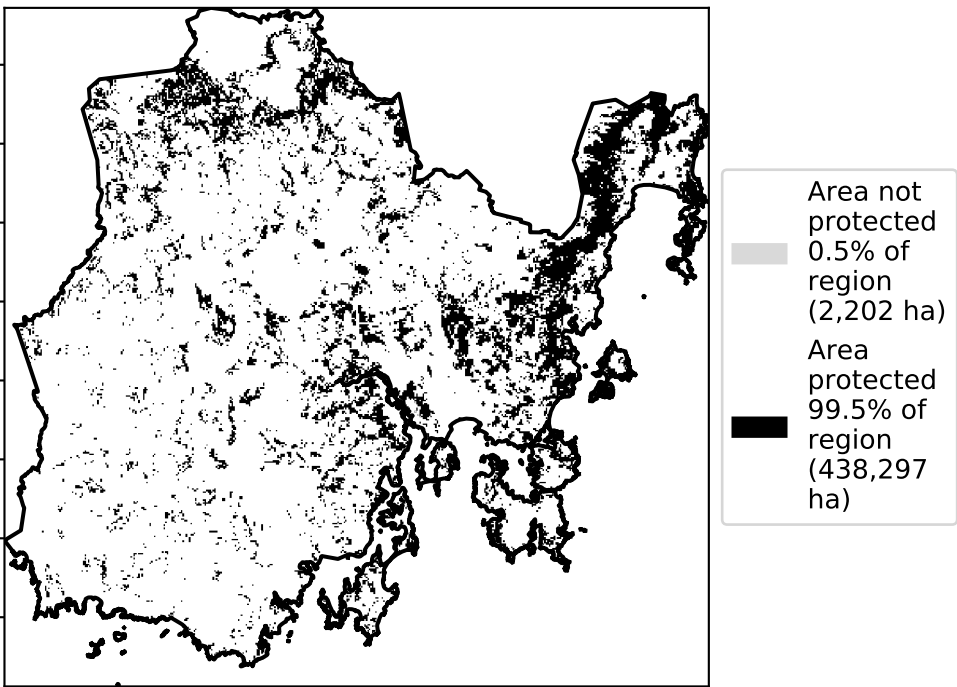 Area not
protected
0.5% of
region
(2,202 ha)
Area
protected
99.5% of
region
(438,297
ha)